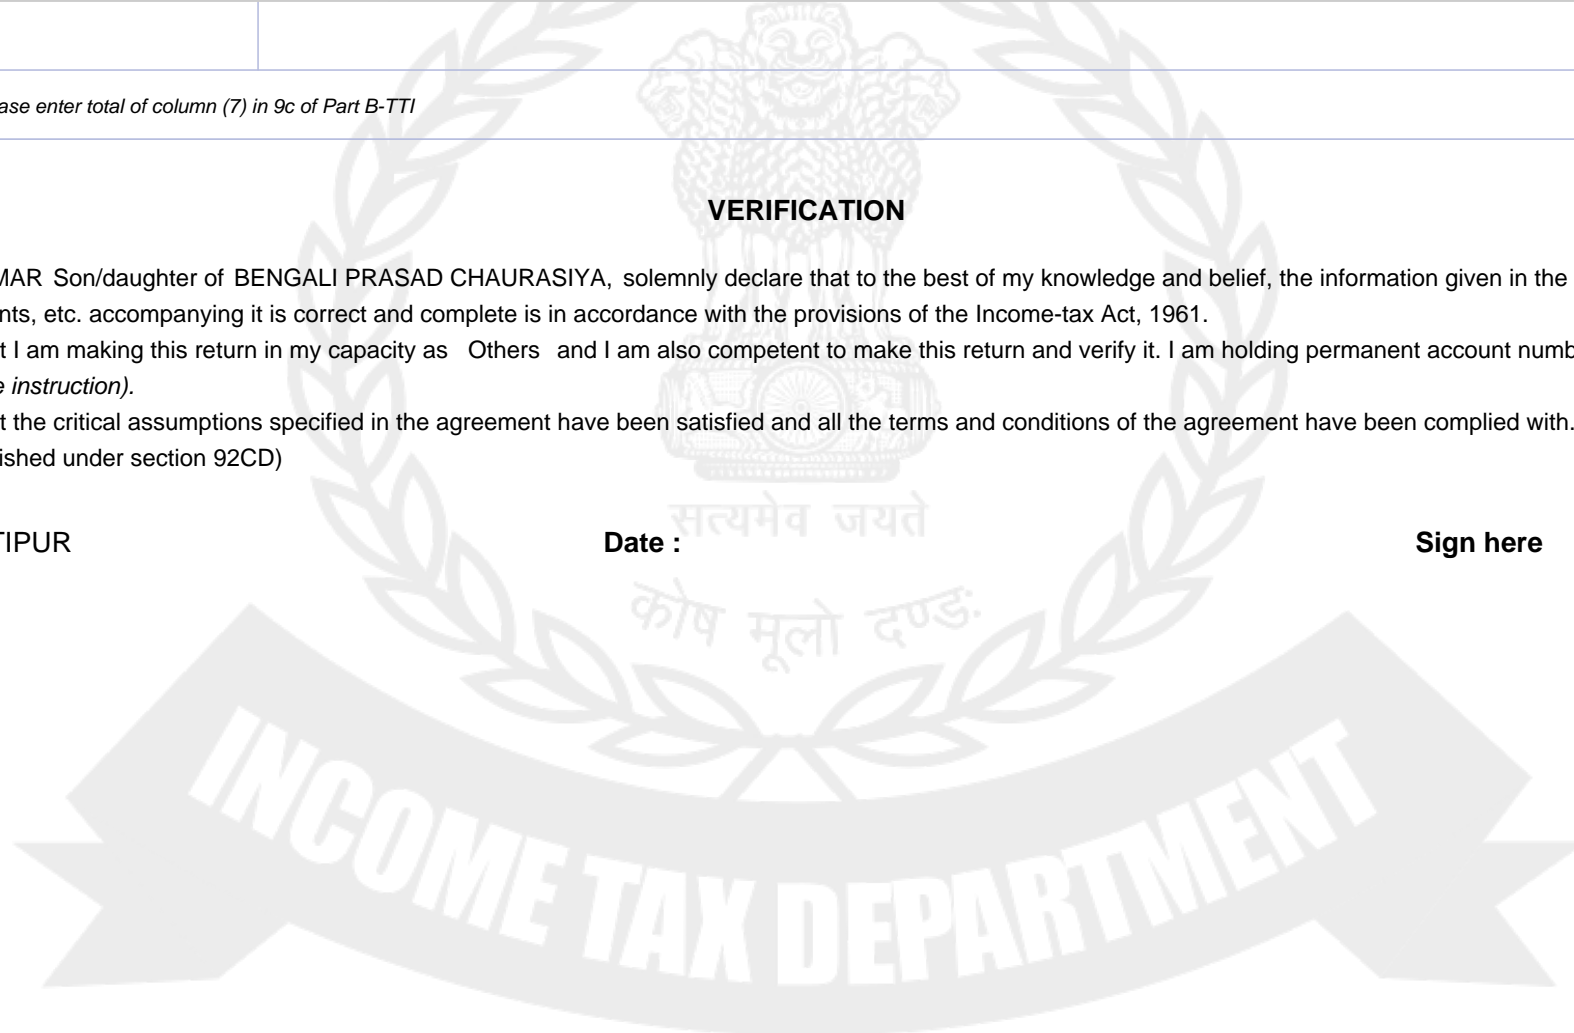 ase enter total of column (7) in 9c of Part B-TTI
VERIFICATION
MAR Son/daughter of BENGALI PRASAD CHAURASIYA, solemnly declare that to the best of my knowledge and belief, the information given in the
nts, etc. accompanying it is correct and complete is in accordance with the provisions of the Income-tax Act, 1961.
t I am making this return in my capacity as Others and I am also competent to make this return and verify it. I am holding permanent account numb
e instruction).
t the critical assumptions specified in the agreement have been satisfied and all the terms and conditions of the agreement have been complied with.
ished under section 92CD)
सत्यमेव जयते
TIPUR Date : Sign here
कोष मूलो दण्डः
INCOME TAX DEPARTMENT